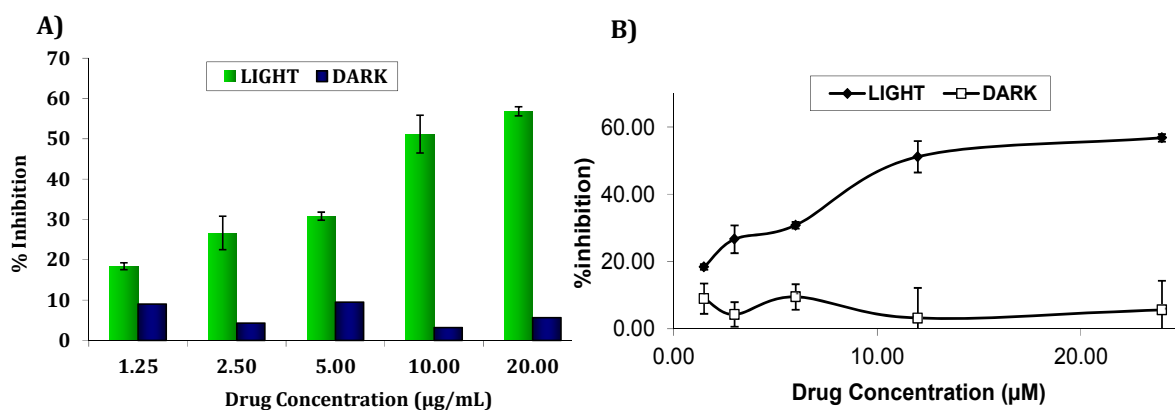 A)
70
60
50
40
30
20
10
0
% Inhibition
LIGHT DARK
1.25 2.50 5.00 10.00 20.00
Drug Concentration (µg/mL)
B)
LIGHT DARK
60.00
40.00
20.00
0.00
%inhibition)
0.00 10.00 20.00
Drug Concentration (µM)